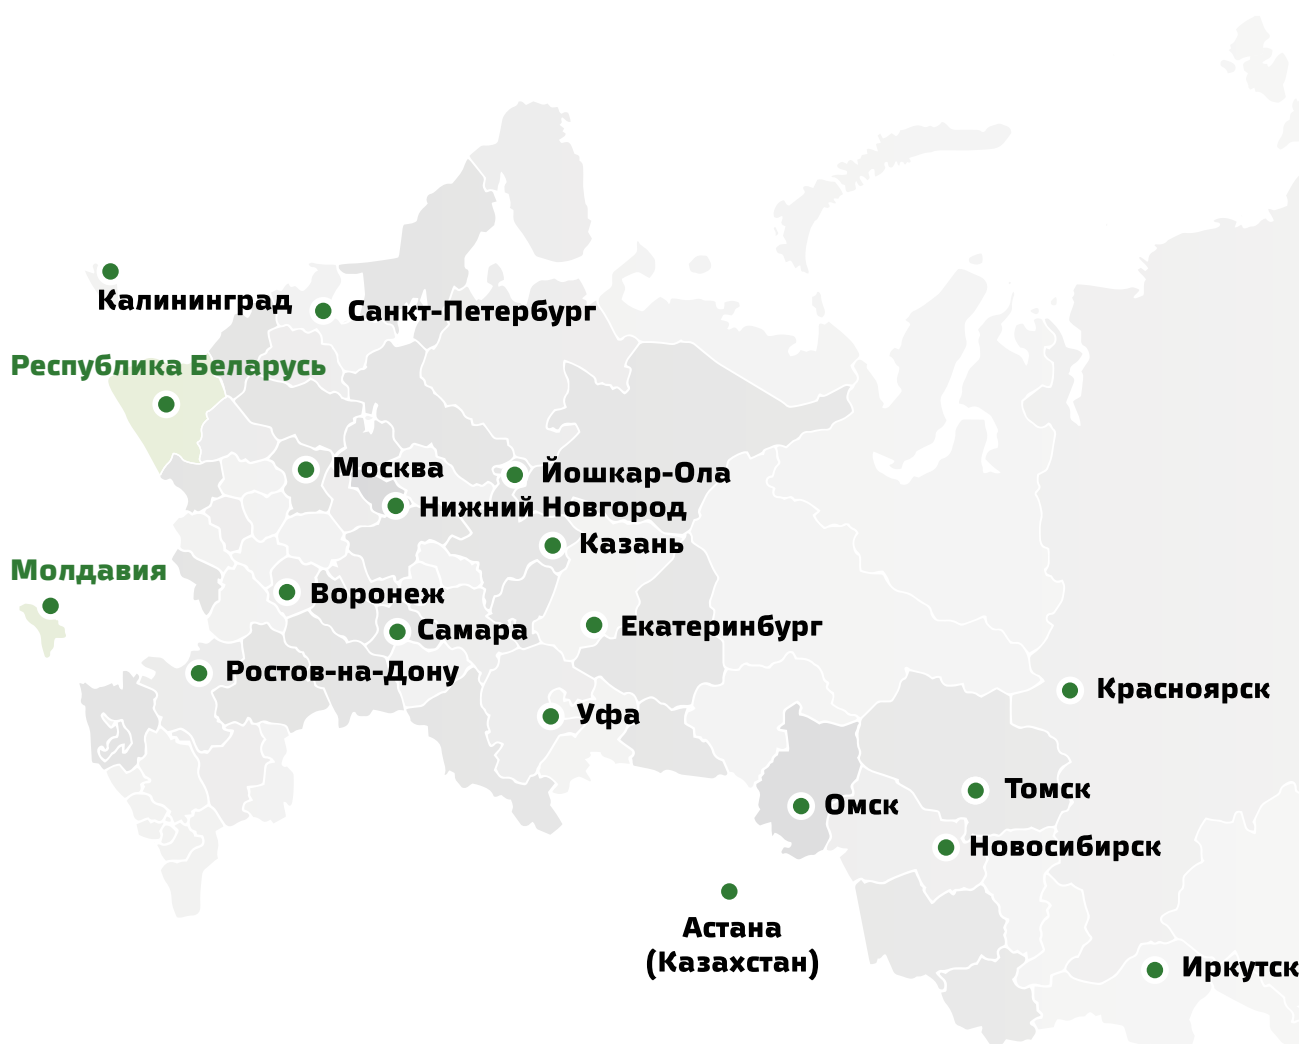 Калининград
Санкт-Петербург
Республика Беларусь
Москва
Йошкар-Ола
Нижний Новгород
Казань
Молдавия
Воронеж
Самара
Екатеринбург
Ростов-на-Дону
Уфа
Красноярск
Томск
Омск
Новосибирск
Астана
(Казахстан)
Иркутск